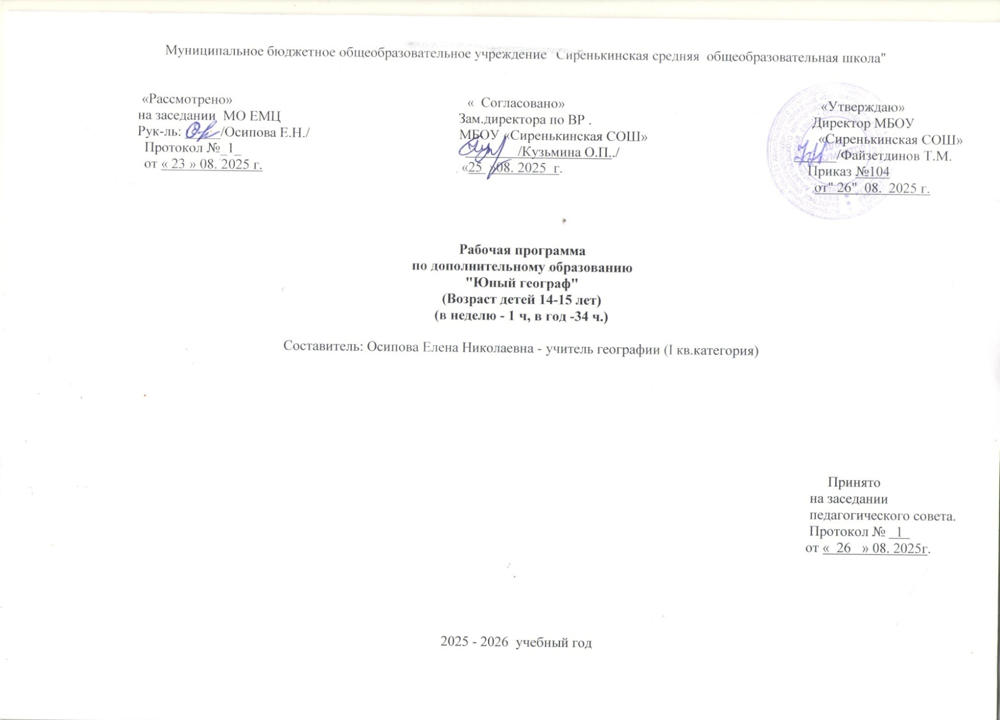 Муниципальное бюджетное общеобразовательное учреждение "Сиренькинская средняя общеобразовательная школа"
«Рассмотрено»
на заседании МО ЕМЦ
Рук-ль: /Осипова Е.Н./
Протокол №_1_
от « 23 » 08. 2025 г.
« Согласовано»
Зам.директора по ВР .
МБОУ «Сиренькинская СОШ»
/Кузьмина О.П../
«25 »08. 2025 г.
«Утверждаю»
Директор МБОУ
«Сиренькинская СОШ»
/Файзетдинов Т.М.
Приказ №104
от" 26" 08. 2025 г.
Рабочая программа
по дополнительному образованию
"Юный географ"
(Возраст детей 14-15 лет)
(в неделю - 1 ч, в год -34 ч.)
Составитель: Осипова Елена Николаевна - учитель географии (I кв.категория)
Принято
на заседании
педагогического совета.
Протокол № _1_
от « 26 » 08. 2025г.
2025 - 2026 учебный год